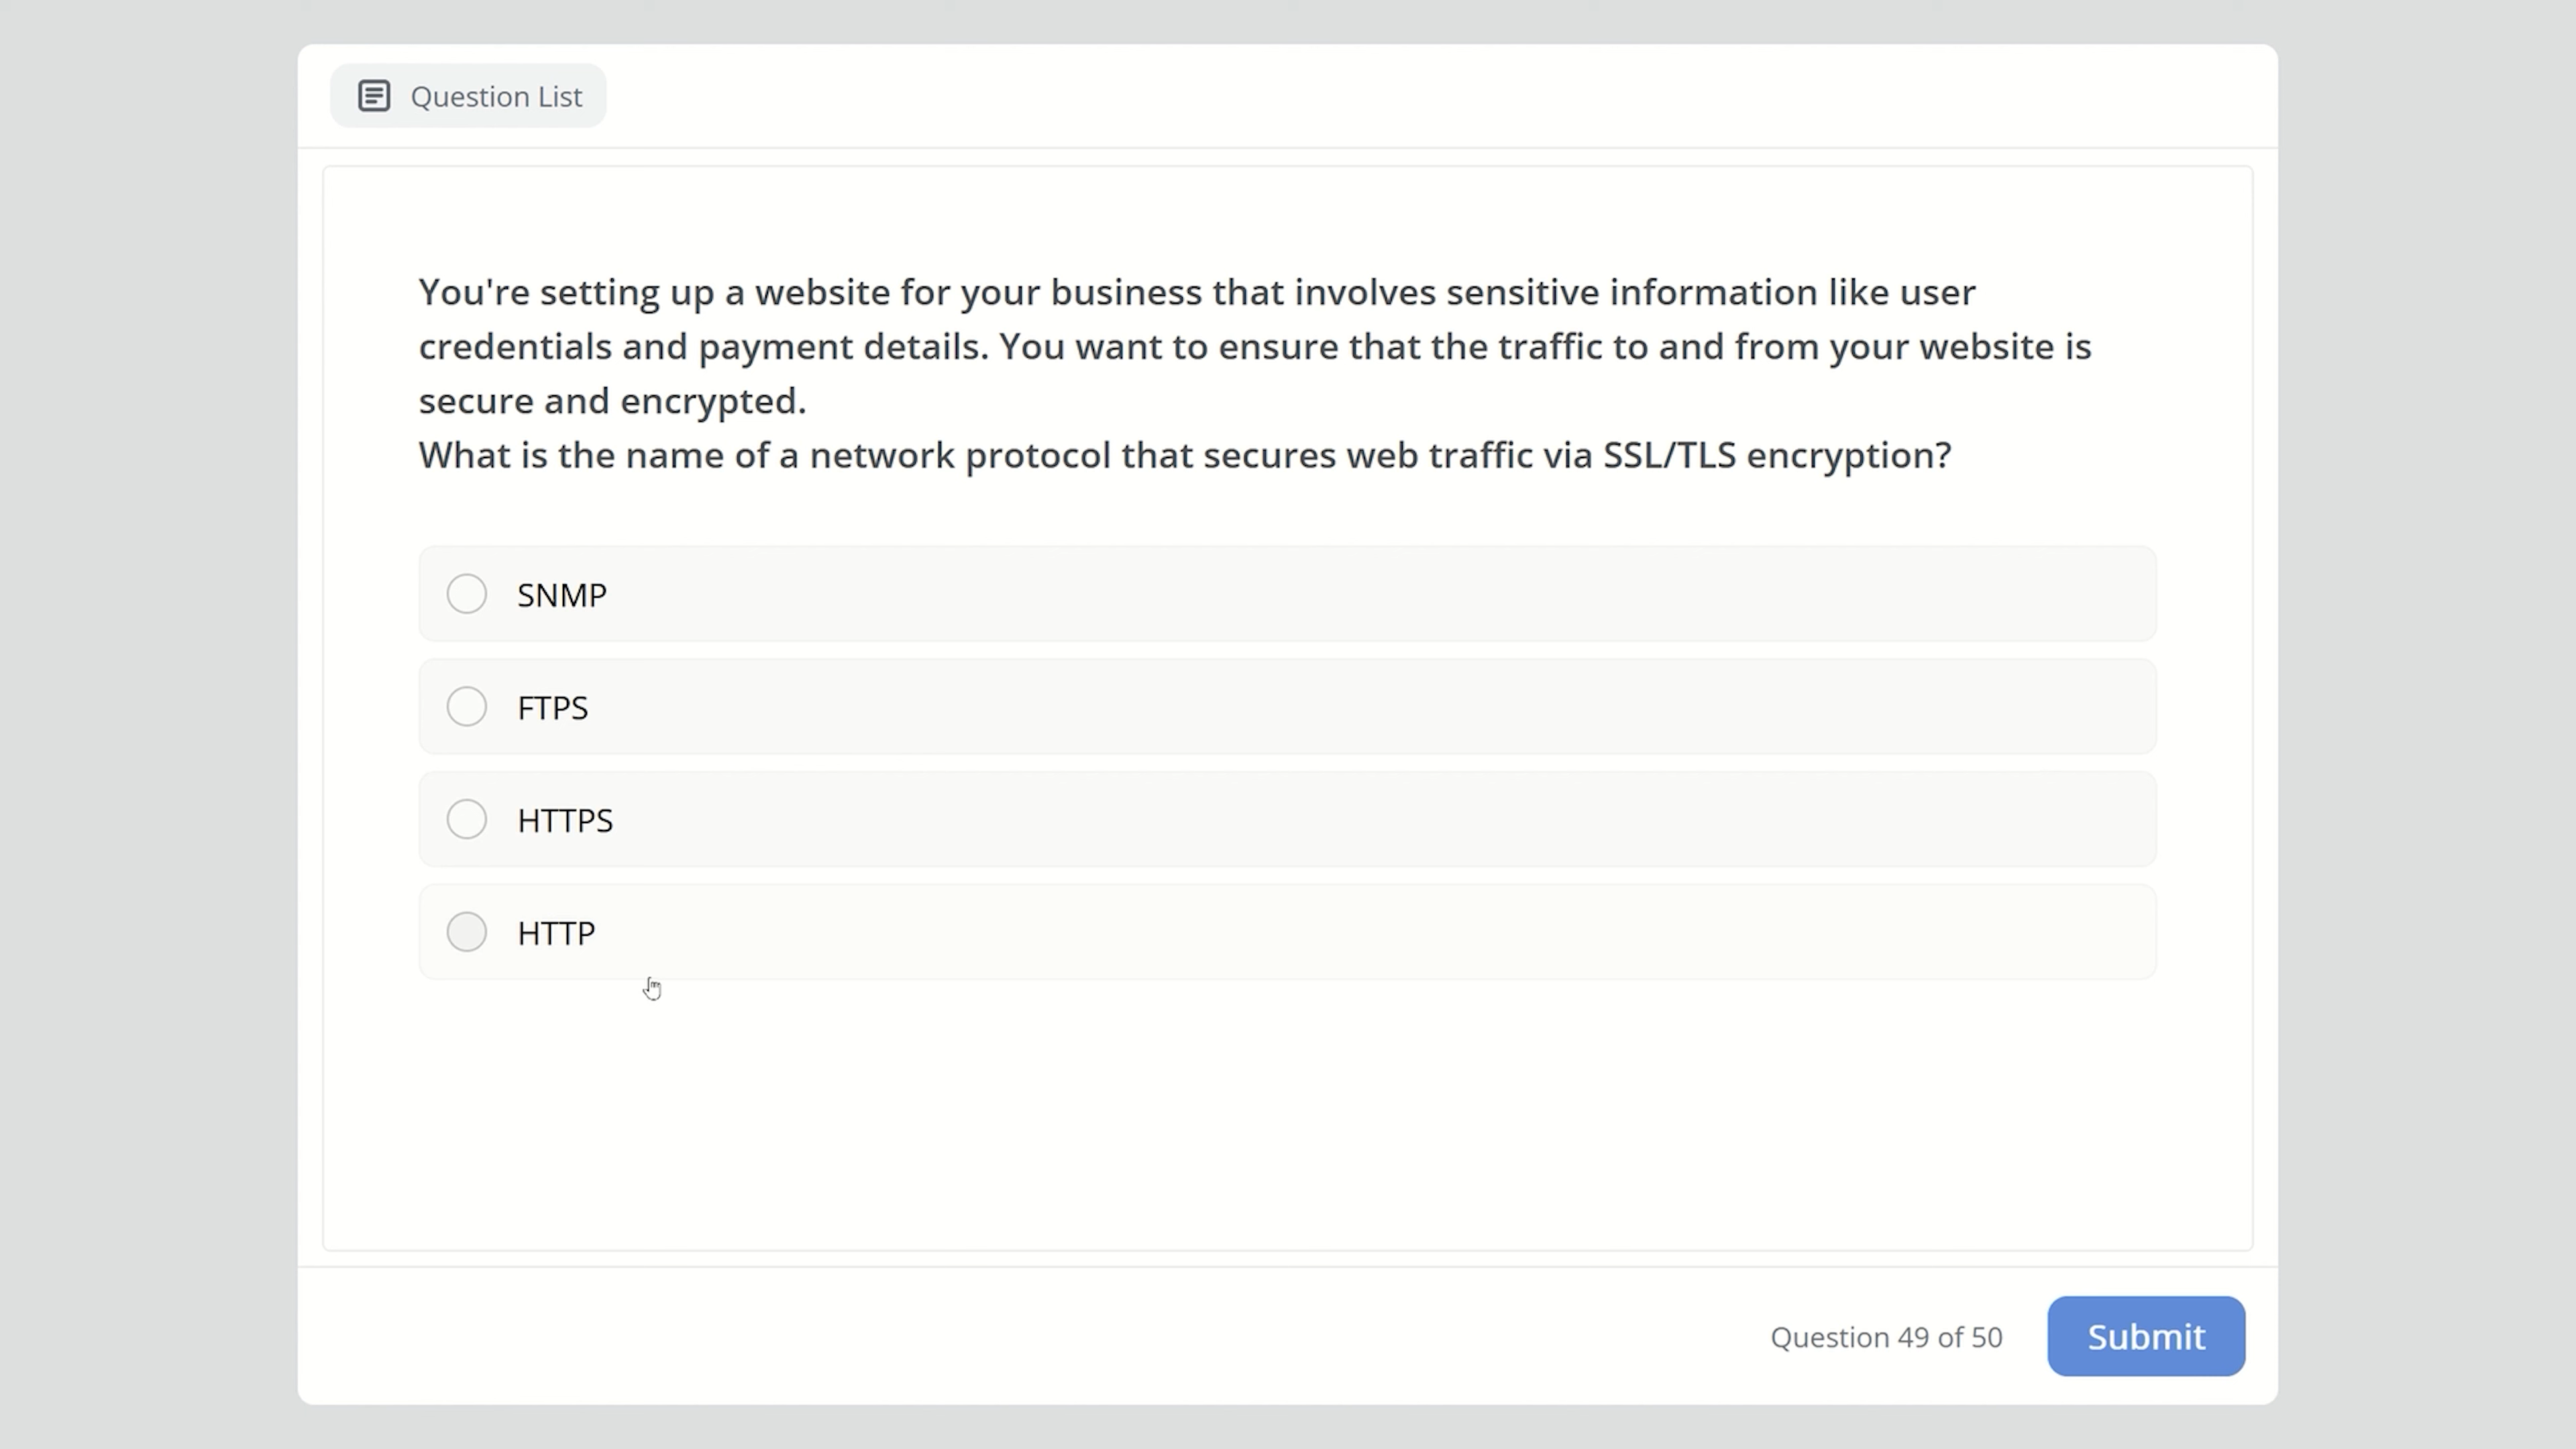 Question List
You're setting up a website for your business that involves sensitive information like user
credentials and payment details. You want to ensure that the traffic to and from your website is
secure and encrypted.
What is the name of a network protocol that secures web traffic via SSL/TLS encryption?
SNMP
FTPS
HTTPS
HTTP
Question 49 of 50
Submit